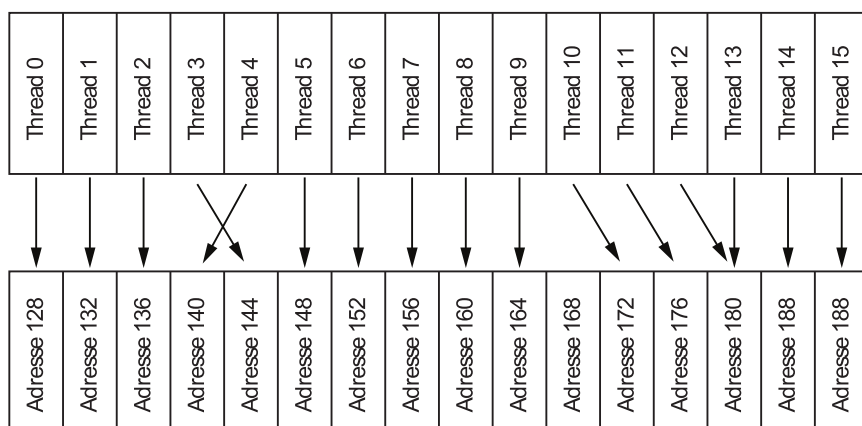 Thread 0
Thread 1
Thread 2
Thread 3
Thread 4
Thread 5
Thread 6
Thread 7
Thread 8
Thread 9
Thread 10
Thread 11
Thread 12
Thread 13
Thread 14
Thread 15
Adresse 128
Adresse 132
Adresse 136
Adresse 140
Adresse 144
Adresse 148
Adresse 152
Adresse 156
Adresse 160
Adresse 164
Adresse 168
Adresse 172
Adresse 176
Adresse 180
Adresse 188
Adresse 188